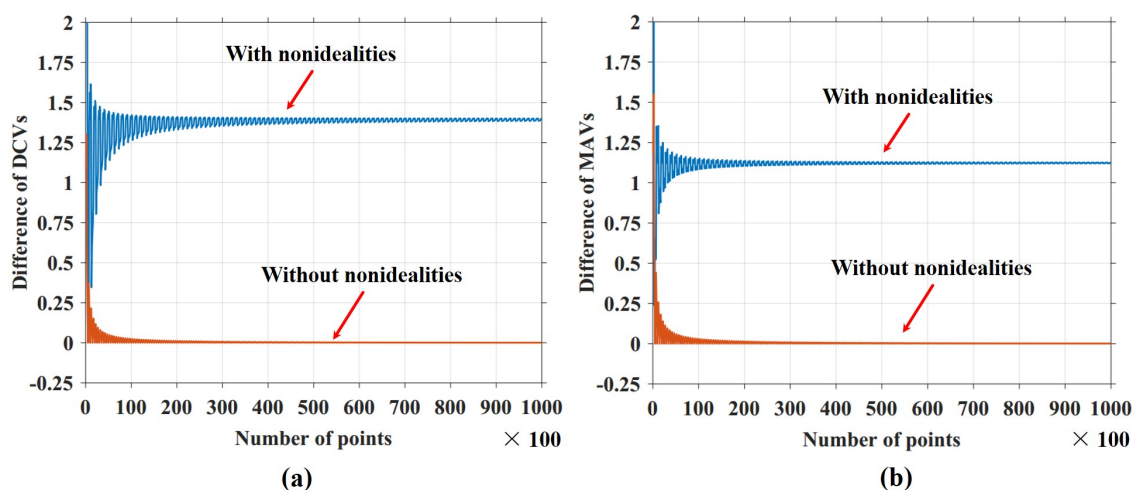 2
1.75
1.5
1.25
1
0.75
0.5
0.25
0
-0.25
Difference of DCVs
With nonidealities
Without nonidealities
0 100 200 300 400 500 600 700 800 900 1000
Number of points
× 100
(a)
2
1.75
1.5
1.25
1
0.75
0.5
0.25
0
-0.25
Difference of MAVs
With nonidealities
Without nonidealities
0 100 200 300 400 500 600 700 800 900 1000
Number of points
× 100
(b)